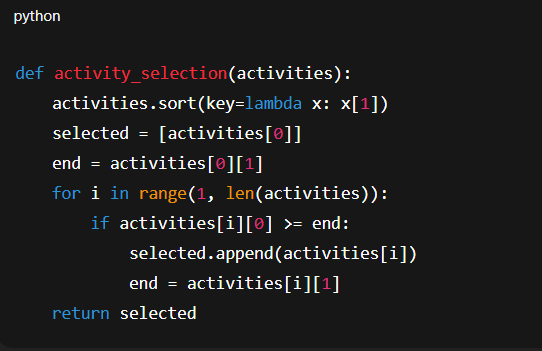 python
def activity_selection(activities):
    activities.sort(key=lambda x: x[1])
    selected = [activities[0]]
    end = activities[0][1]
    for i in range(1, len(activities)):
        if activities[i][0] >= end:
            selected.append(activities[i])
            end = activities[i][1]
    return selected